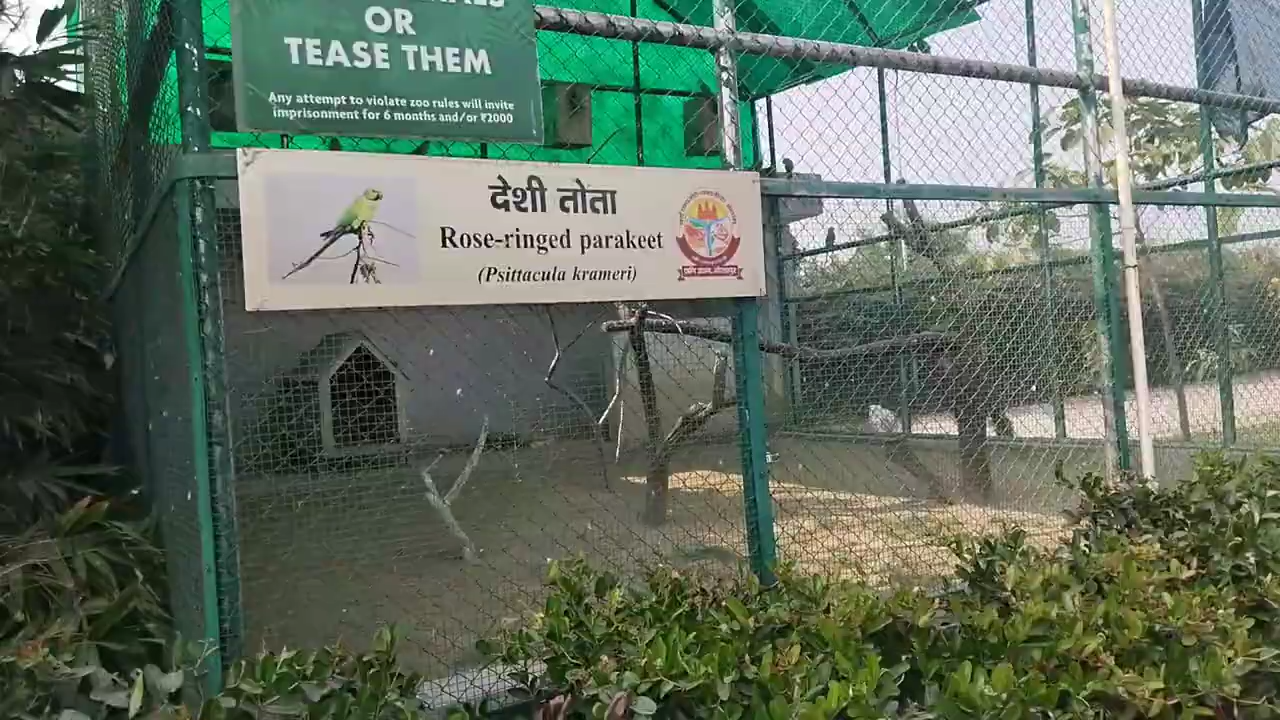 OR
TEASE THEM
Any attempt to violate zoo rules will invite
imprisonment for 6 months and/or ₹2000
देशी तोता
Rose-ringed parakeet
(Psittacula krameri)